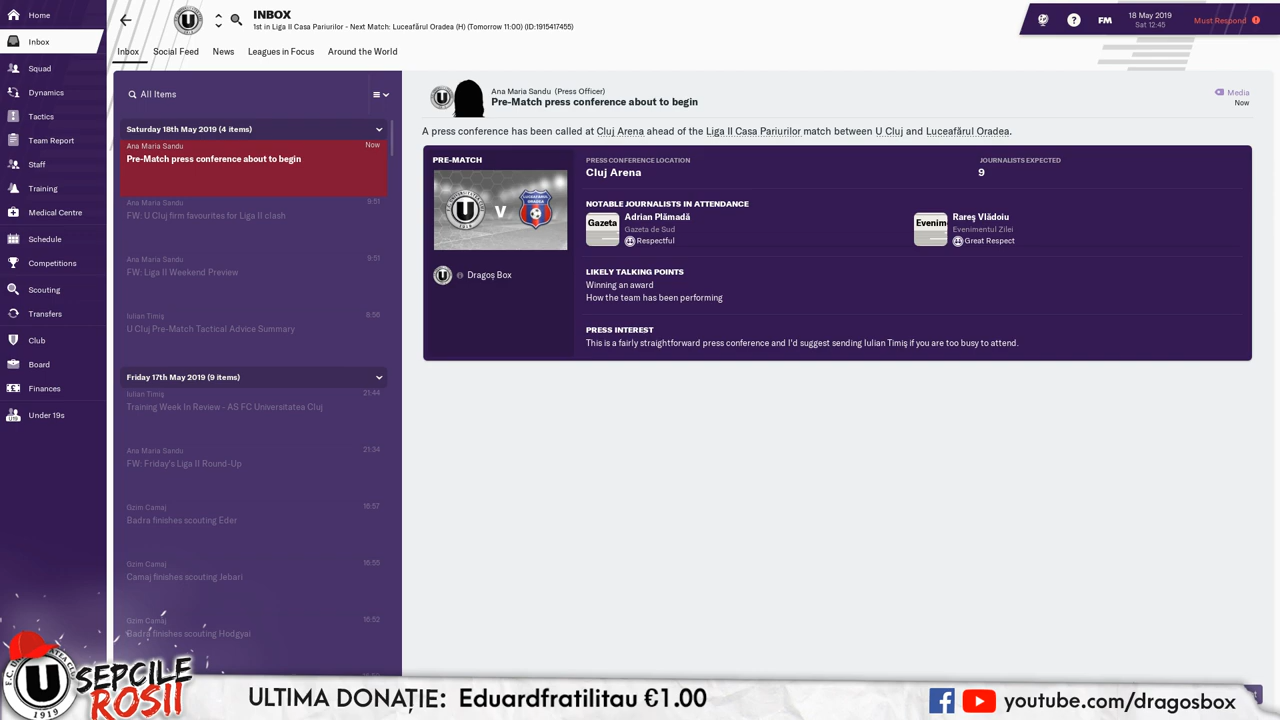 Home
Inbox
Squad
Dynamics
Tactics
Team Report
Staff
Training
Medical Centre
Schedule
Competitions
Scouting
Transfers
Club
Board
Finances
Under 19s
INBOX
1st in Liga II Casa Pariurilor - Next Match: Luceafărul Oradea (H) (Tomorrow 11:00) (ID:1915417455)
FM
18 May 2019
Sat 12:45
Must Respond
Inbox Social Feed News Leagues in Focus Around the World
All Items
Saturday 18th May 2019 (4 items)
Ana Maria Sandu Now
Pre-Match press conference about to begin
Ana Maria Sandu 9:51
FW: U Cluj firm favourites for Liga II clash
Ana Maria Sandu 9:51
FW: Liga II Weekend Preview
Iulian Timiş 8:56
U Cluj Pre-Match Tactical Advice Summary
Friday 17th May 2019 (9 items)
Iulian Timiş 21:44
Training Week In Review - AS FC Universitatea Cluj
Ana Maria Sandu 21:34
FW: Friday's Liga II Round-Up
Gzim Camaj 16:57
Badra finishes scouting Eder
Gzim Camaj 16:55
Camaj finishes scouting Jebari
Gzim Camaj 16:52
Badra finishes scouting Hodgyai
Ana Maria Sandu (Press Officer)
Pre-Match press conference about to begin
Media
Now
A press conference has been called at Cluj Arena ahead of the Liga II Casa Pariurilor match between U Cluj and Luceafărul Oradea.
PRE-MATCH
V
Dragoş Box
PRESS CONFERENCE LOCATION
Cluj Arena
JOURNALISTS EXPECTED
9
NOTABLE JOURNALISTS IN ATTENDANCE
Gazeta
Adrian Plămadă
Gazeta de Sud
Respectful
Evenim
Rareş Vlădoiu
Evenimentul Zilei
Great Respect
LIKELY TALKING POINTS
Winning an award
How the team has been performing
PRESS INTEREST
This is a fairly straightforward press conference and I'd suggest sending Iulian Timiş if you are too busy to attend.
U
1919
SEPCILE
ROSII
ULTIMA DONAȚIE: Eduardfratilitau €1.00
youtube.com/dragosbox